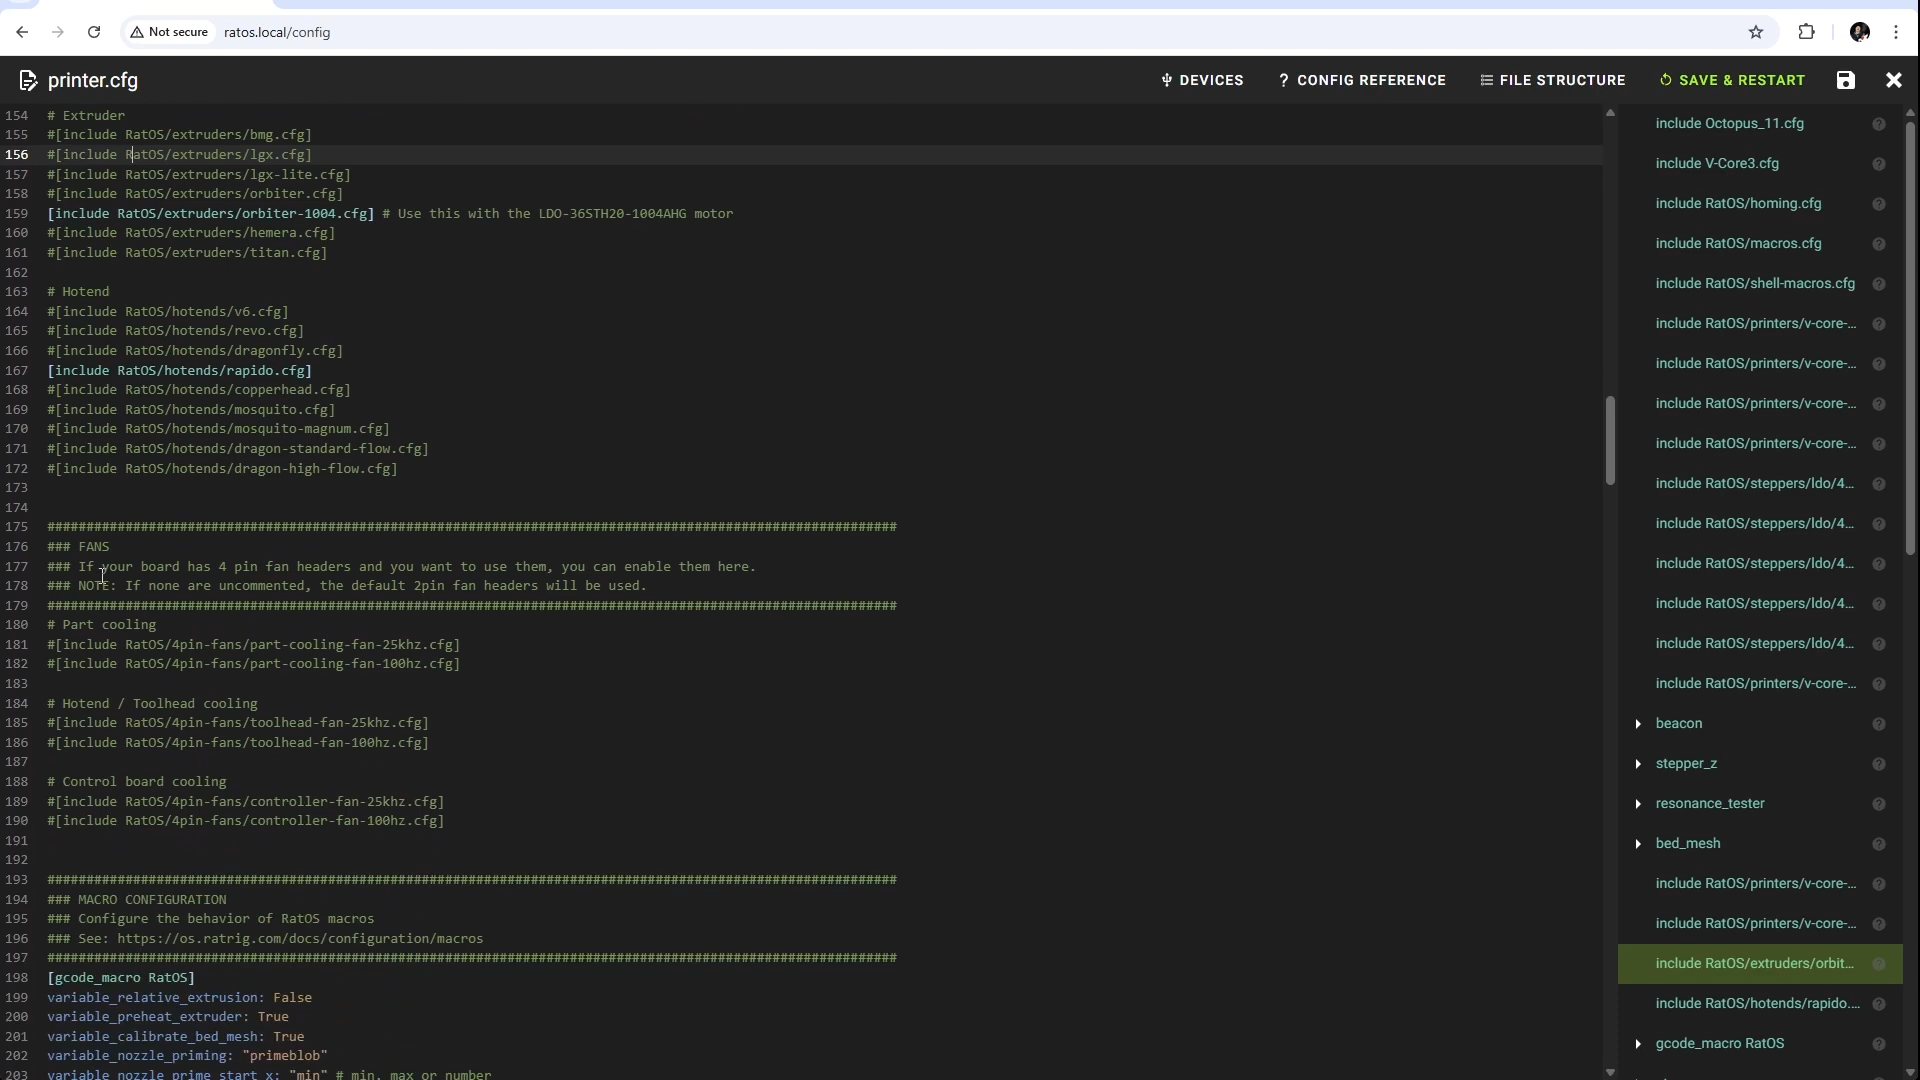 Not secure
ratos.local/config
printer.cfg
DEVICES
? CONFIG REFERENCE
FILE STRUCTURE
SAVE & RESTART
154 # Extruder
155 #[include RatOS/extruders/bmg.cfg]
156 #[include RatOS/extruders/lgx.cfg]
157 #[include RatOS/extruders/lgx-lite.cfg]
158 #[include RatOS/extruders/orbiter.cfg]
159 [include RatOS/extruders/orbiter-1004.cfg] # Use this with the LDO-36STH20-1004AHG motor
160 #[include RatOS/extruders/hemera.cfg]
161 #[include RatOS/extruders/titan.cfg]
162
163 # Hotend
164 #[include RatOS/hotends/v6.cfg]
165 #[include RatOS/hotends/revo.cfg]
166 #[include RatOS/hotends/dragonfly.cfg]
167 [include RatOS/hotends/rapido.cfg]
168 #[include RatOS/hotends/copperhead.cfg]
169 #[include RatOS/hotends/mosquito.cfg]
170 #[include RatOS/hotends/mosquito-magnum.cfg]
171 #[include RatOS/hotends/dragon-standard-flow.cfg]
172 #[include RatOS/hotends/dragon-high-flow.cfg]
173
174
175 #############################################################################################################
176 ### FANS
177 ### If your board has 4 pin fan headers and you want to use them, you can enable them here.
178 ### NOTE: If none are uncommented, the default 2pin fan headers will be used.
179 #############################################################################################################
180 # Part cooling
181 #[include RatOS/4pin-fans/part-cooling-fan-25khz.cfg]
182 #[include RatOS/4pin-fans/part-cooling-fan-100hz.cfg]
183
184 # Hotend / Toolhead cooling
185 #[include RatOS/4pin-fans/toolhead-fan-25khz.cfg]
186 #[include RatOS/4pin-fans/toolhead-fan-100hz.cfg]
187
188 # Control board cooling
189 #[include RatOS/4pin-fans/controller-fan-25khz.cfg]
190 #[include RatOS/4pin-fans/controller-fan-100hz.cfg]
191
192
193 #############################################################################################################
194 ### MACRO CONFIGURATION
195 ### Configure the behavior of RatOS macros
196 ### See: https://os.ratrig.com/docs/configuration/macros
197 #############################################################################################################
198 [gcode_macro RatOS]
199 variable_relative_extrusion: False
200 variable_preheat_extruder: True
201 variable_calibrate_bed_mesh: True
202 variable_nozzle_priming: "primeblob"
203 variable_nozzle_prime_start_x: "min" # min, max or number
include Octopus_11.cfg
include V-Core3.cfg
include RatOS/homing.cfg
include RatOS/macros.cfg
include RatOS/shell-macros.cfg
include RatOS/printers/v-core-...
include RatOS/printers/v-core-...
include RatOS/printers/v-core-...
include RatOS/printers/v-core-...
include RatOS/steppers/ldo/4...
include RatOS/steppers/ldo/4...
include RatOS/steppers/ldo/4...
include RatOS/steppers/ldo/4...
include RatOS/steppers/ldo/4...
include RatOS/printers/v-core-...
beacon
stepper_z
resonance_tester
bed_mesh
include RatOS/printers/v-core-...
include RatOS/printers/v-core-...
include RatOS/extruders/orbit...
include RatOS/hotends/rapido....
gcode_macro RatOS